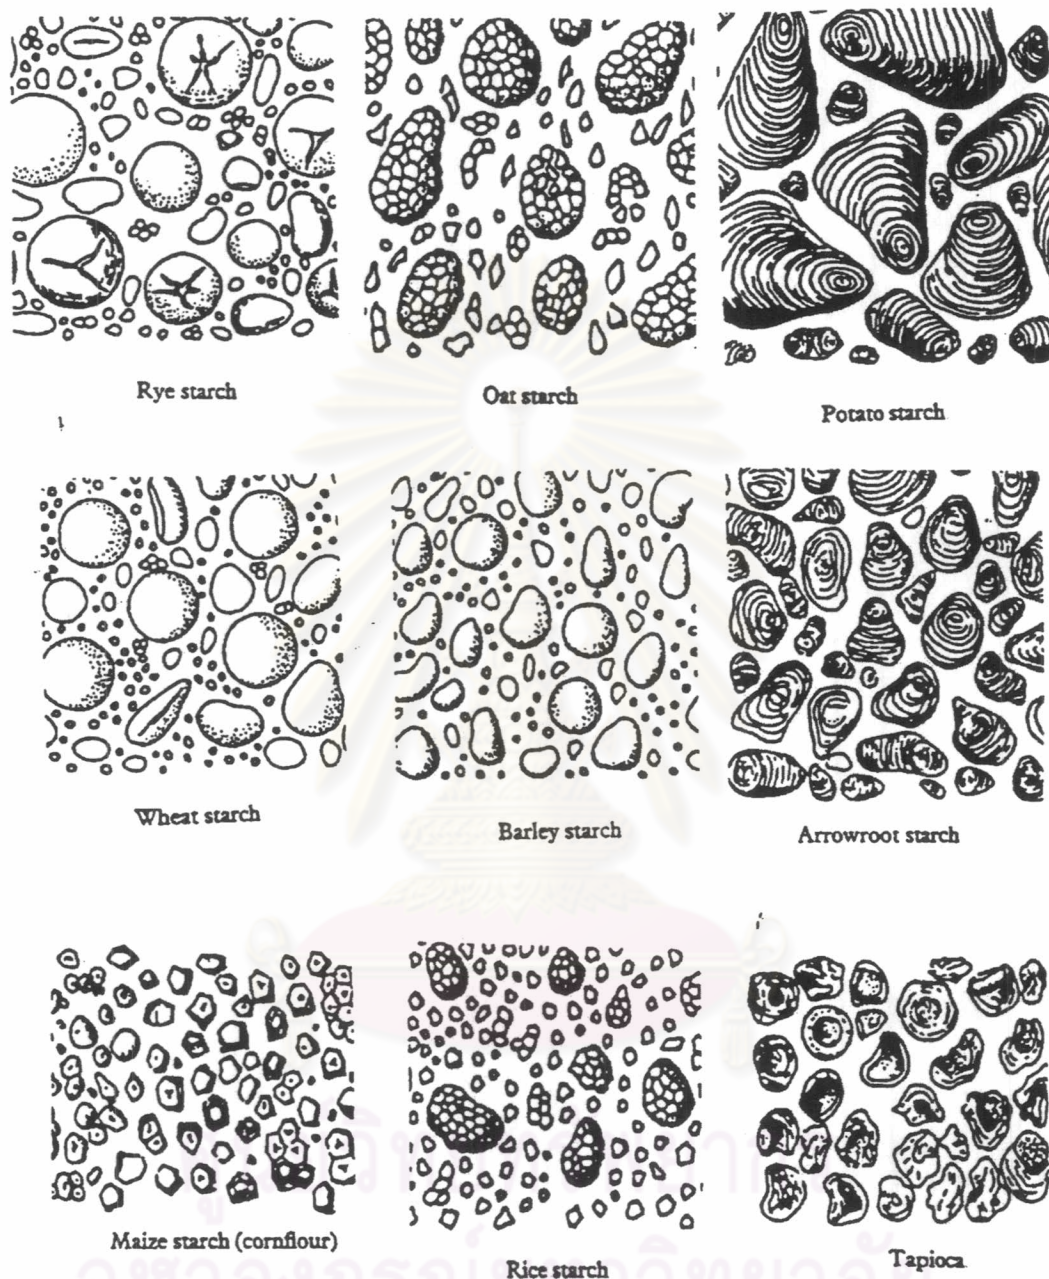 Rye starch
Oat starch
Potato starch
Wheat starch
Barley starch
Arrowroot starch
Maize starch (cornflour)
Rice starch
Tapioca